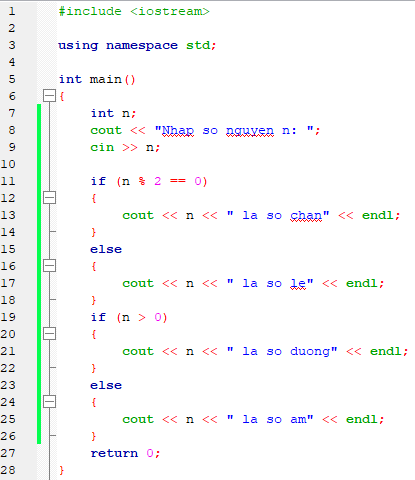 1 #include <iostream>
2
3 using namespace std;
4
5 int main()
6 {
7 int n;
8 cout << "Nhap so nguyen n: ";
9 cin >> n;
10
11 if (n % 2 == 0)
12 {
13 cout << n << " la so chan" << endl;
14 }
15 else
16 {
17 cout << n << " la so le" << endl;
18 }
19 if (n > 0)
20 {
21 cout << n << " la so duong" << endl;
22 }
23 else
24 {
25 cout << n << " la so am" << endl;
26 }
27 return 0;
28 }